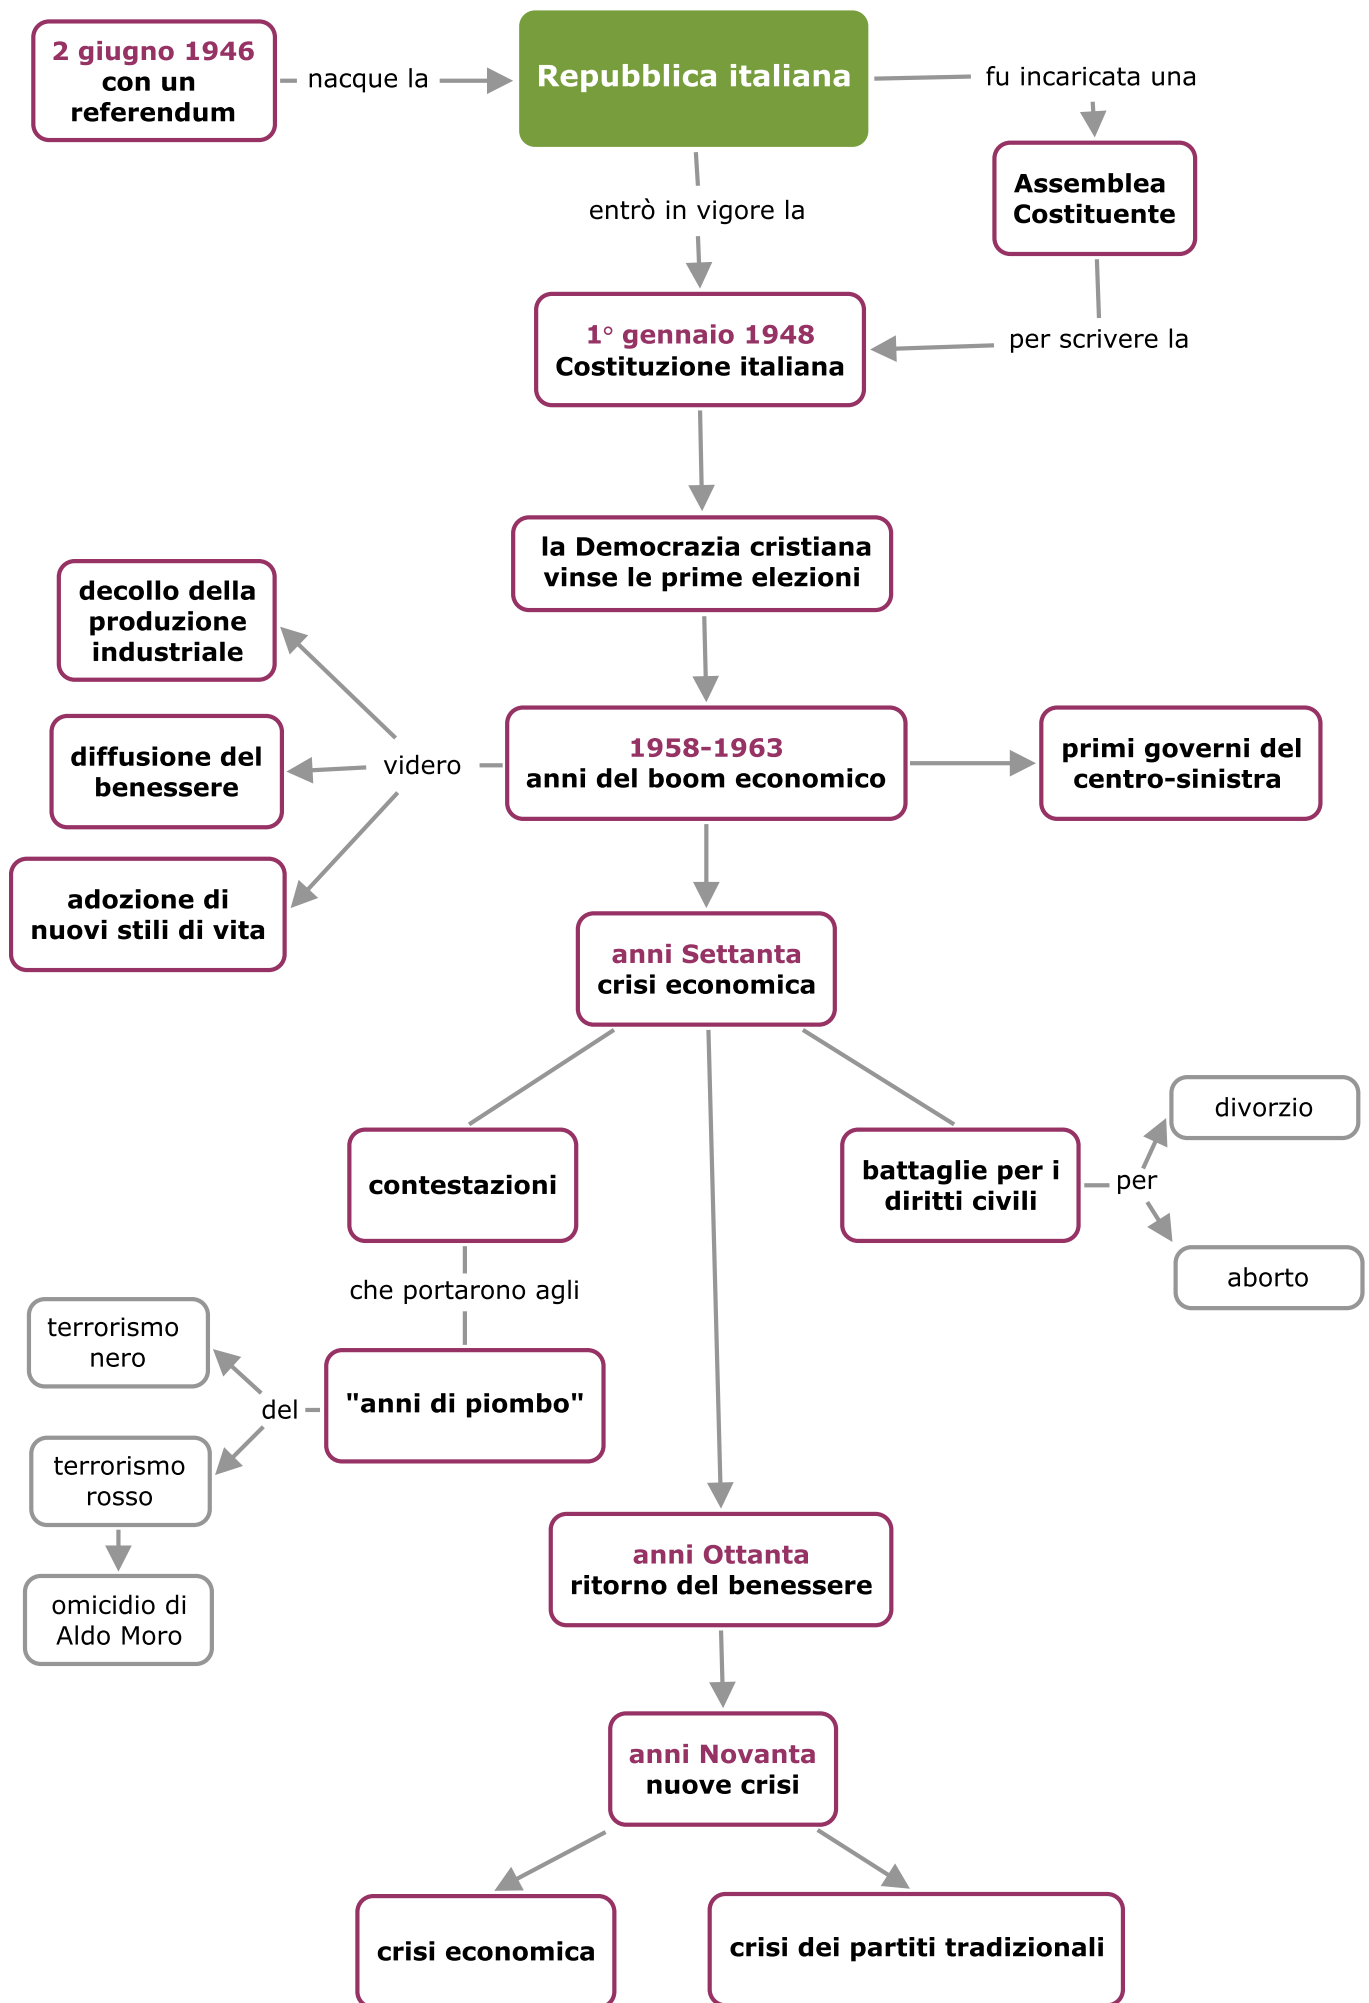 2 giugno 1946
con un
referendum
nacque la
Repubblica italiana
fu incaricata una
Assemblea
Costituente
entrò in vigore la
per scrivere la
1° gennaio 1948
Costituzione italiana
la Democrazia cristiana
vinse le prime elezioni
decollo della
produzione
industriale
diffusione del
benessere
adozione di
nuovi stili di vita
videro
1958-1963
anni del boom economico
primi governi del
centro-sinistra
anni Settanta
crisi economica
contestazioni
battaglie per i
diritti civili
per
divorzio
aborto
che portarono agli
"anni di piombo"
del
terrorismo
nero
terrorismo
rosso
omicidio di
Aldo Moro
anni Ottanta
ritorno del benessere
anni Novanta
nuove crisi
crisi economica
crisi dei partiti tradizionali